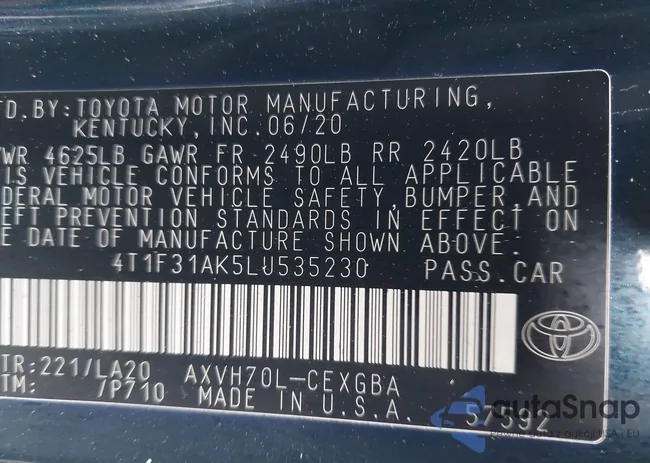 TD. BY: TOYOTA MOTOR MANUFACTURING,
KENTUCKY, INC. 06/20
WR 4625LB GAWR FR 2490LB RR 2420LB
IS VEHICLE CONFORMS TO ALL APPLICABLE
DERAL MOTOR VEHICLE SAFETY, BUMPER, AND
EFT PREVENTION STANDARDS IN EFFECT ON
E DATE OF MANUFACTURE SHOWN ABOVE.
4T1F31AK5LU535230 PASS. CAR
TR: 221/LA20 AXVH70L-CEXGBA
TM: /P710 MADE IN U.S.A. 57592
autoSnap